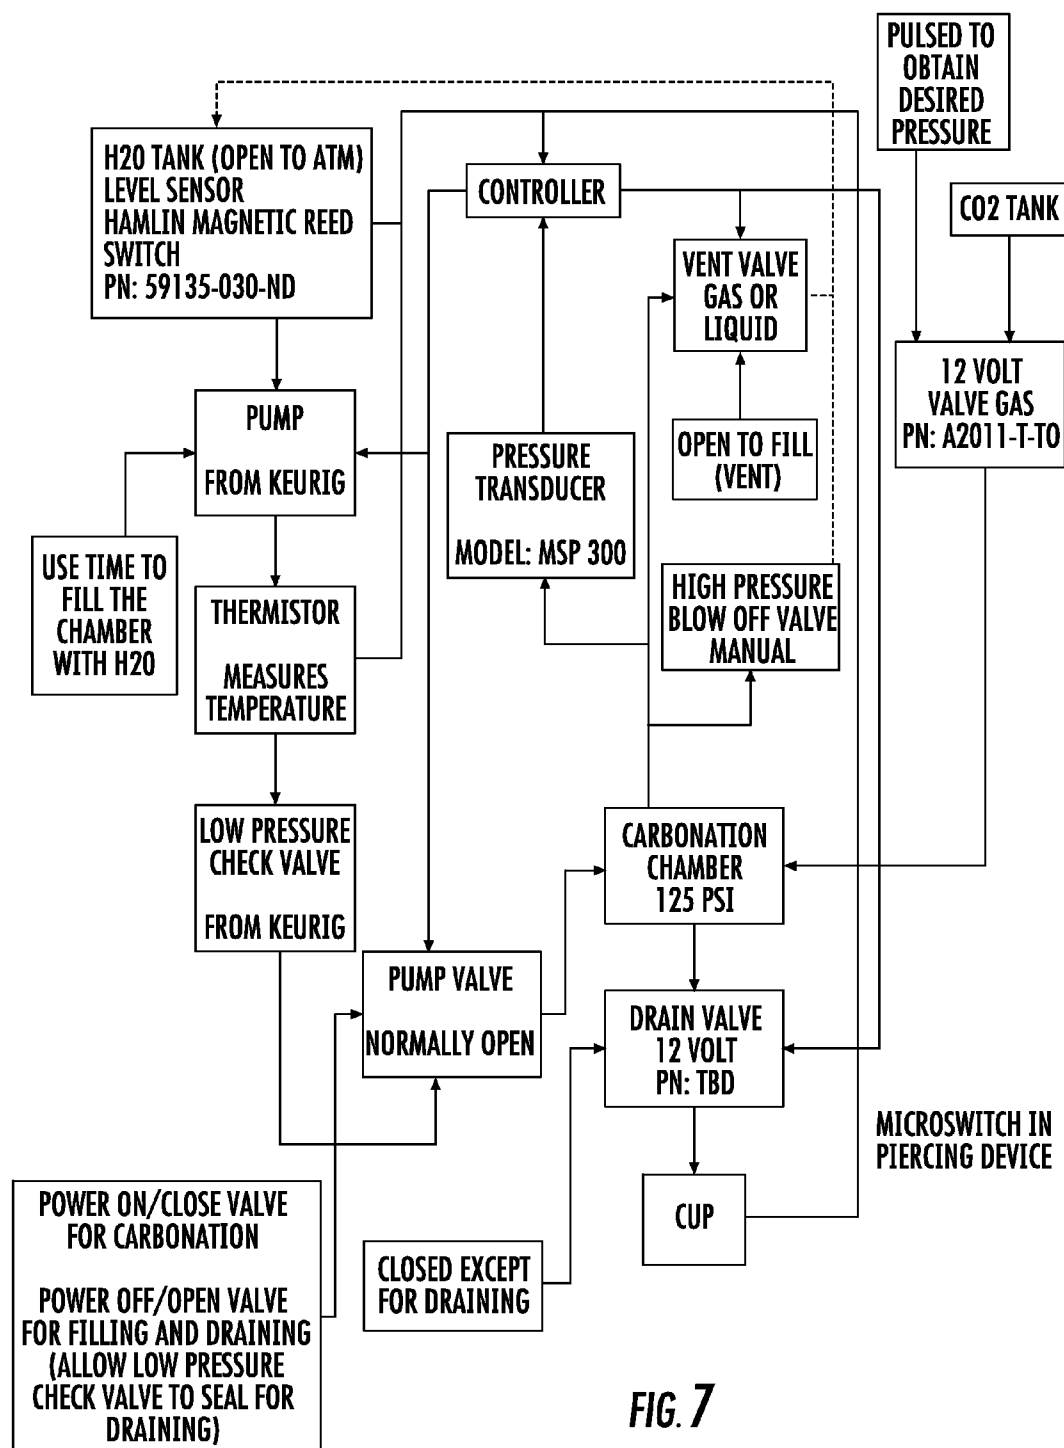 PULSED TO
OBTAIN
DESIRED
PRESSURE
H20 TANK (OPEN TO ATM)
LEVEL SENSOR
HAMLIN MAGNETIC REED
SWITCH
PN: 59135-030-ND
CONTROLLER
CO2 TANK
VENT VALVE
GAS OR
LIQUID
12 VOLT
VALVE GAS
PN: A2011-T-TO
PUMP
FROM KEURIG
PRESSURE
TRANSDUCER
MODEL: MSP 300
OPEN TO FILL
(VENT)
USE TIME TO
FILL THE
CHAMBER
WITH H20
THERMISTOR
MEASURES
TEMPERATURE
HIGH PRESSURE
BLOW OFF VALVE
MANUAL
LOW PRESSURE
CHECK VALVE
FROM KEURIG
CARBONATION
CHAMBER
125 PSI
PUMP VALVE
NORMALLY OPEN
DRAIN VALVE
12 VOLT
PN: TBD
MICROSWITCH IN
PIERCING DEVICE
CUP
POWER ON/CLOSE VALVE
FOR CARBONATION
POWER OFF/OPEN VALVE
FOR FILLING AND DRAINING
(ALLOW LOW PRESSURE
CHECK VALVE TO SEAL FOR
DRAINING)
CLOSED EXCEPT
FOR DRAINING
FIG. 7